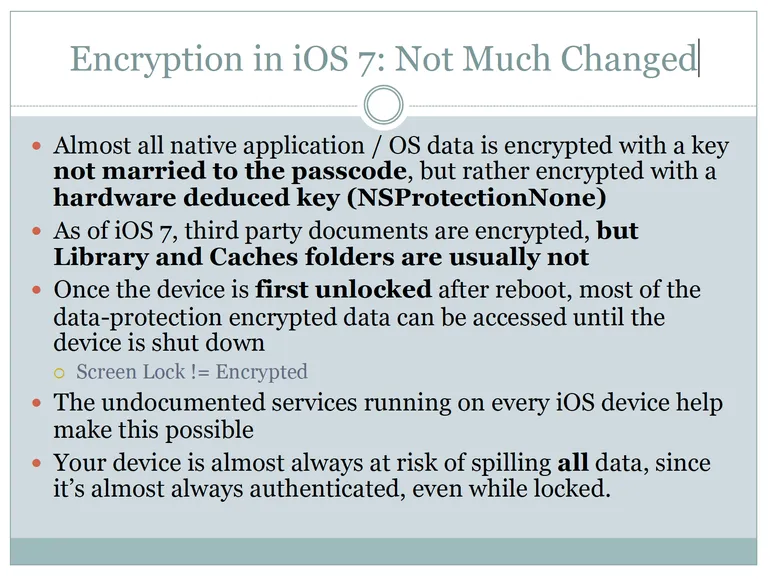 Encryption in iOS 7: Not Much Changed
Almost all native application / OS data is encrypted with a key
not married to the passcode, but rather encrypted with a
hardware deduced key (NSProtectionNone)
As of iOS 7, third party documents are encrypted, but
Library and Caches folders are usually not
Once the device is first unlocked after reboot, most of the
data-protection encrypted data can be accessed until the
device is shut down
Screen Lock != Encrypted
The undocumented services running on every iOS device help
make this possible
Your device is almost always at risk of spilling all data, since
it’s almost always authenticated, even while locked.